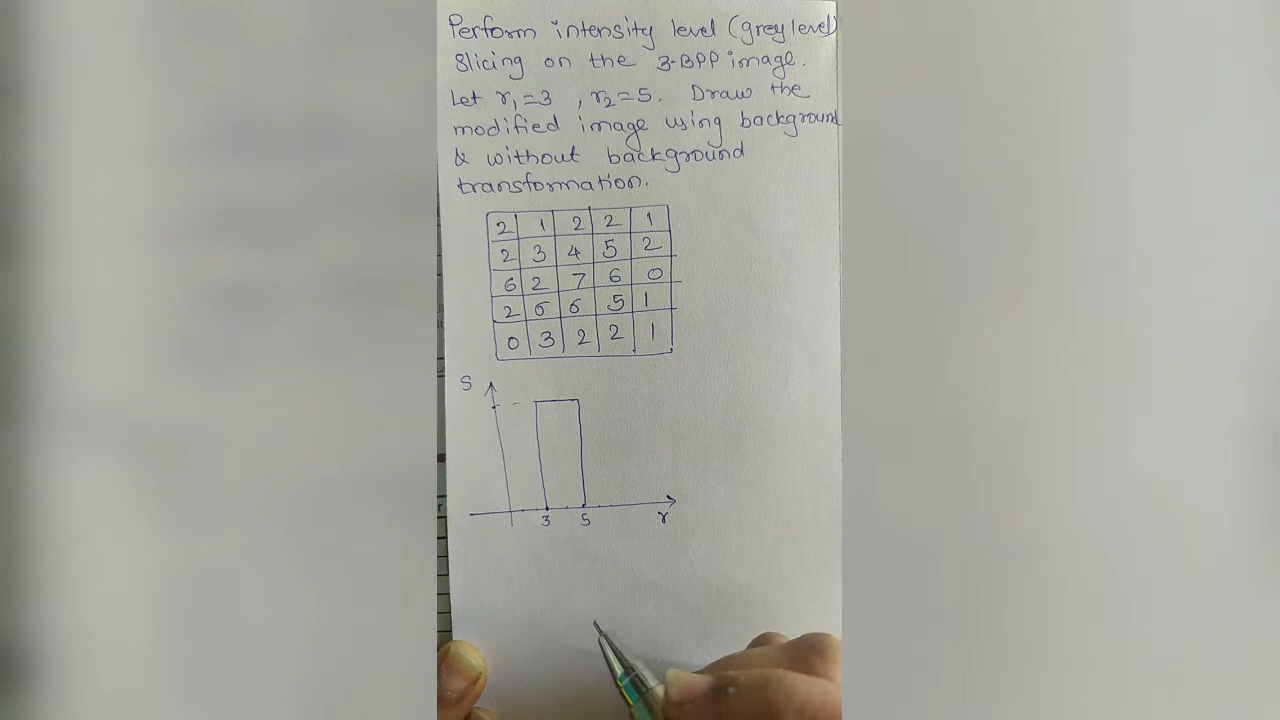 Perform intensity level (grey level)
slicing on the 3-BPP image.
Let r1=3 , r2=5. Draw the
modified image using background
& without background
transformation.
2 1 2 2 1
2 3 4 5 2
6 2 7 6 0
2 6 6 5 1
0 3 2 2 1
S
3 5 r